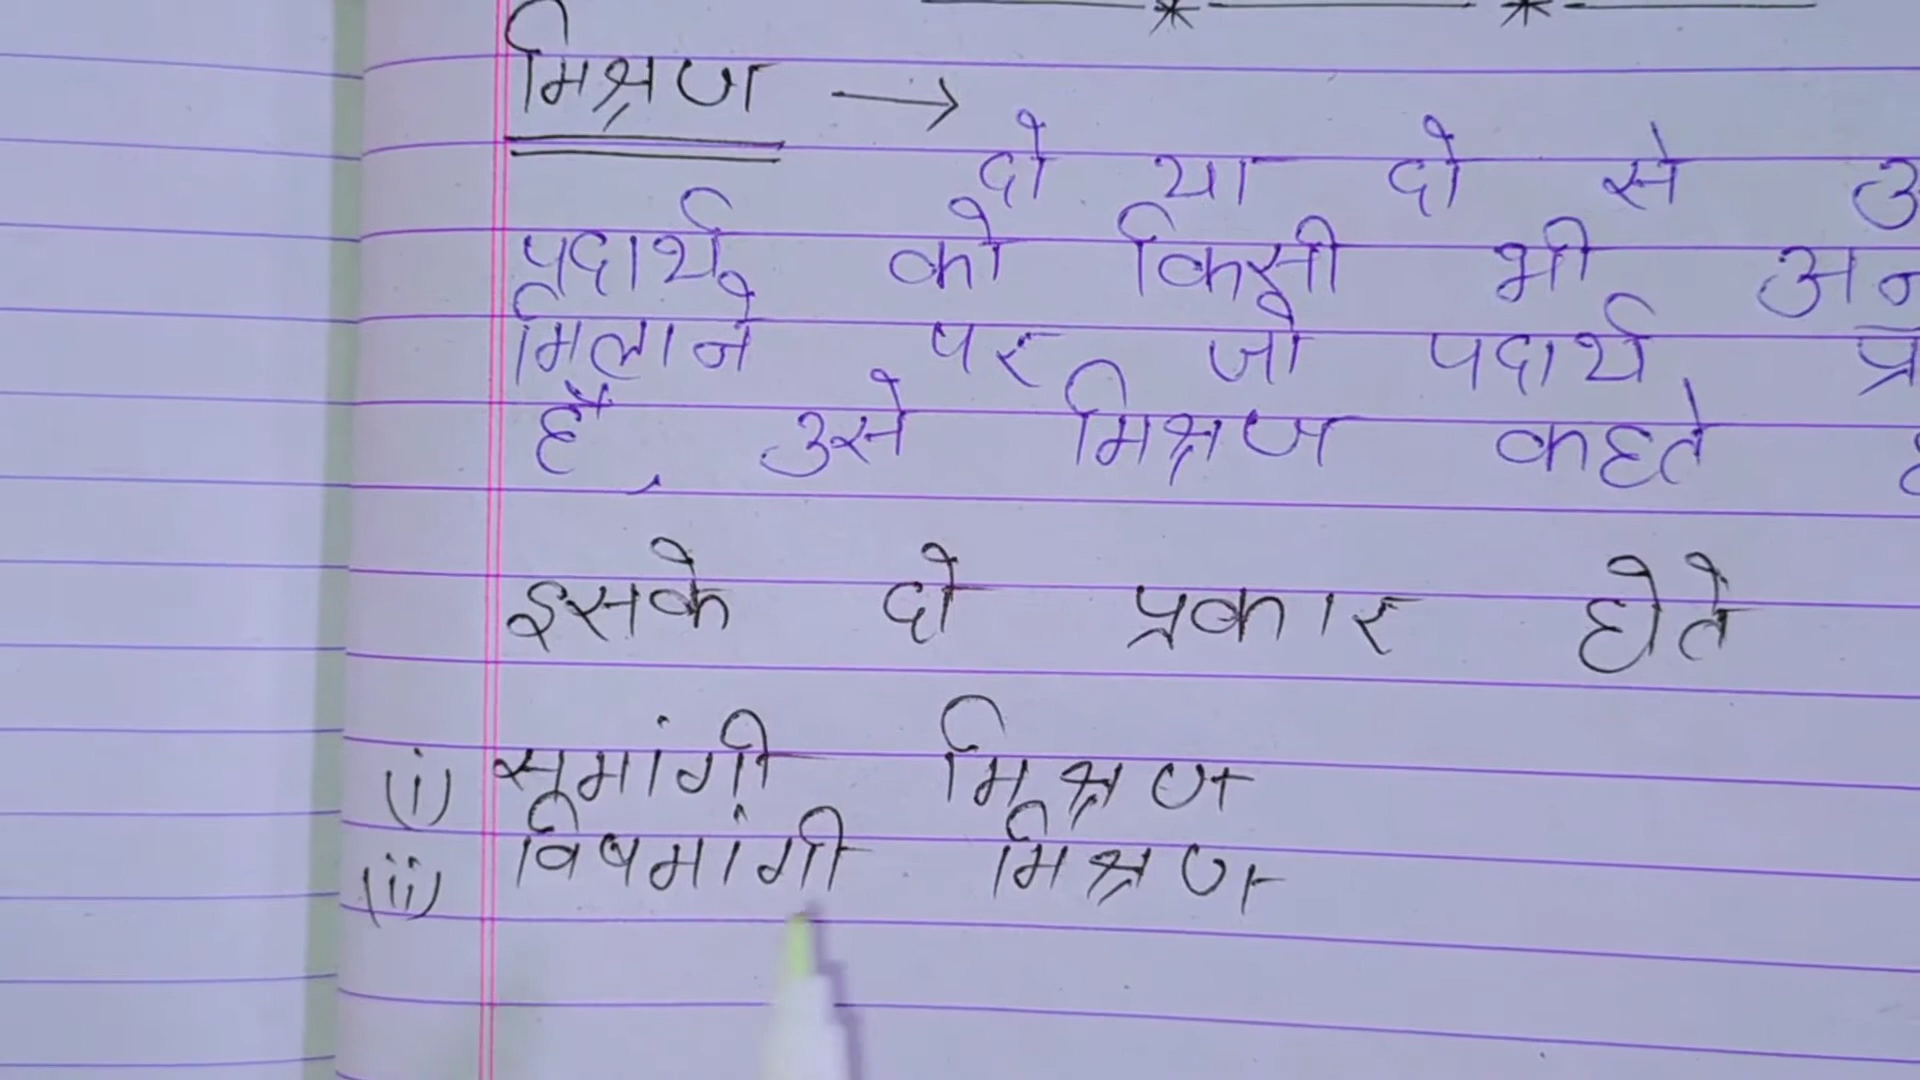 मिश्रण →
दो या दो से
पदार्थ को किसी भी
मिलाने पर जो पदार्थ
है, उसे मिश्रण कहते
इसके दो प्रकार होते
(i) समांगी मिश्रण
(ii) विषमांगी मिश्रण